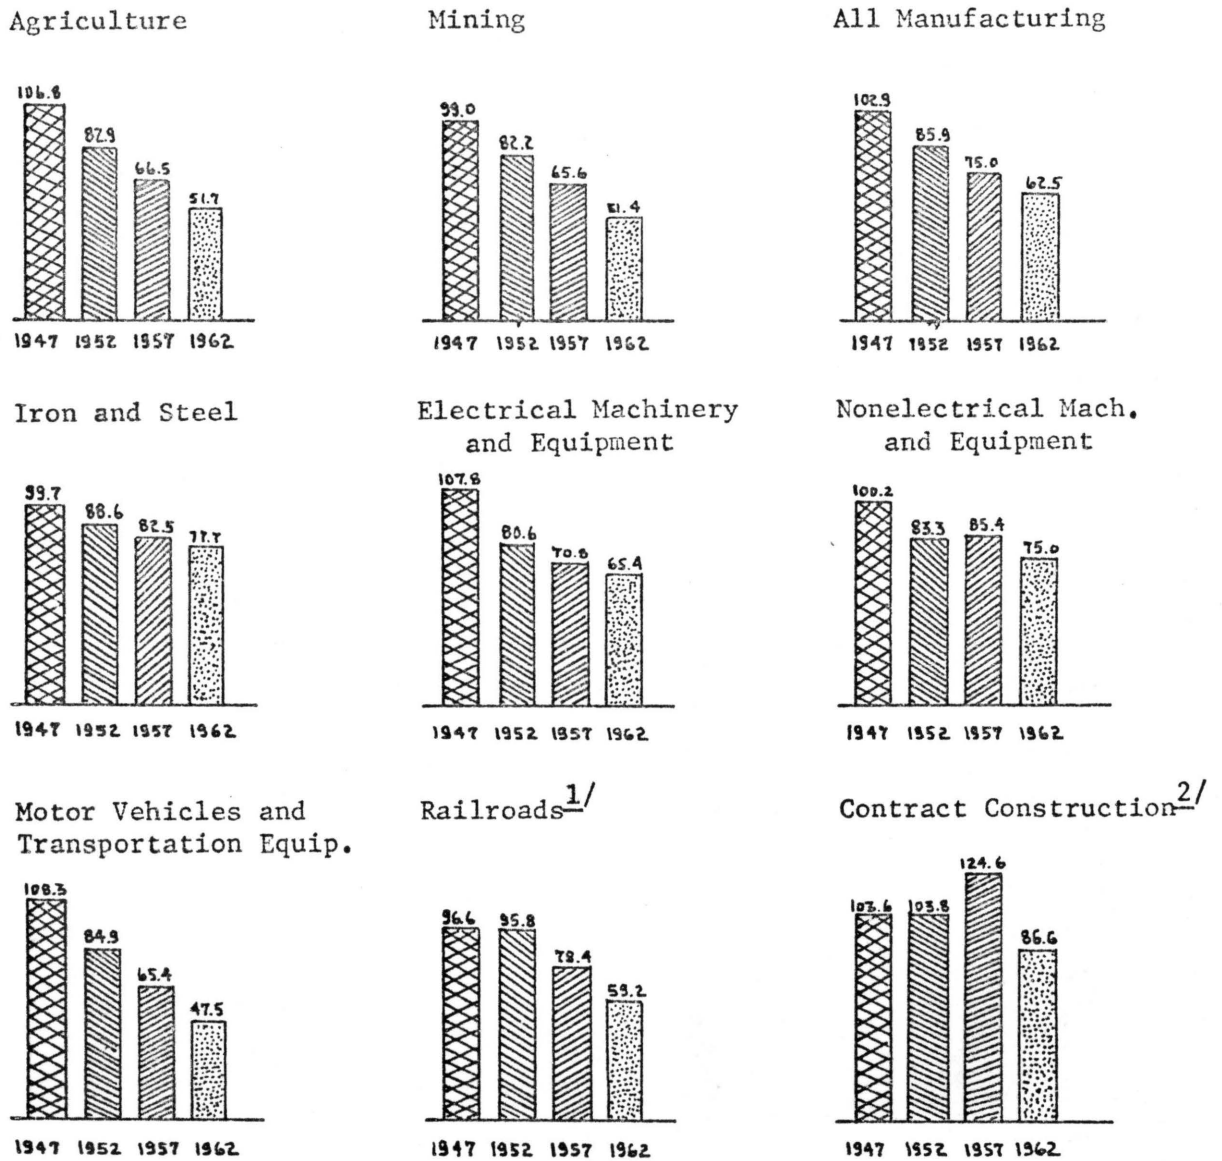 Agriculture
106.8
82.9
66.5
51.7
1947 1952 1957 1962
Mining
99.0
82.2
65.6
51.4
1947 1952 1957 1962
All Manufacturing
102.9
85.9
75.0
62.5
1947 1952 1957 1962
Iron and Steel
99.7
88.6
82.5
77.7
1947 1952 1957 1962
Electrical Machinery
and Equipment
107.8
80.6
70.8
65.4
1947 1952 1957 1962
Nonelectrical Mach.
and Equipment
100.2
83.3
85.4
75.0
1947 1952 1957 1962
Motor Vehicles and
Transportation Equip.
108.3
84.9
65.4
47.5
1947 1952 1957 1962
Railroads 1/
96.6
95.8
78.4
59.2
1947 1952 1957 1962
Contract Construction 2/
103.6
103.8
124.6
86.6
1947 1952 1957 1962